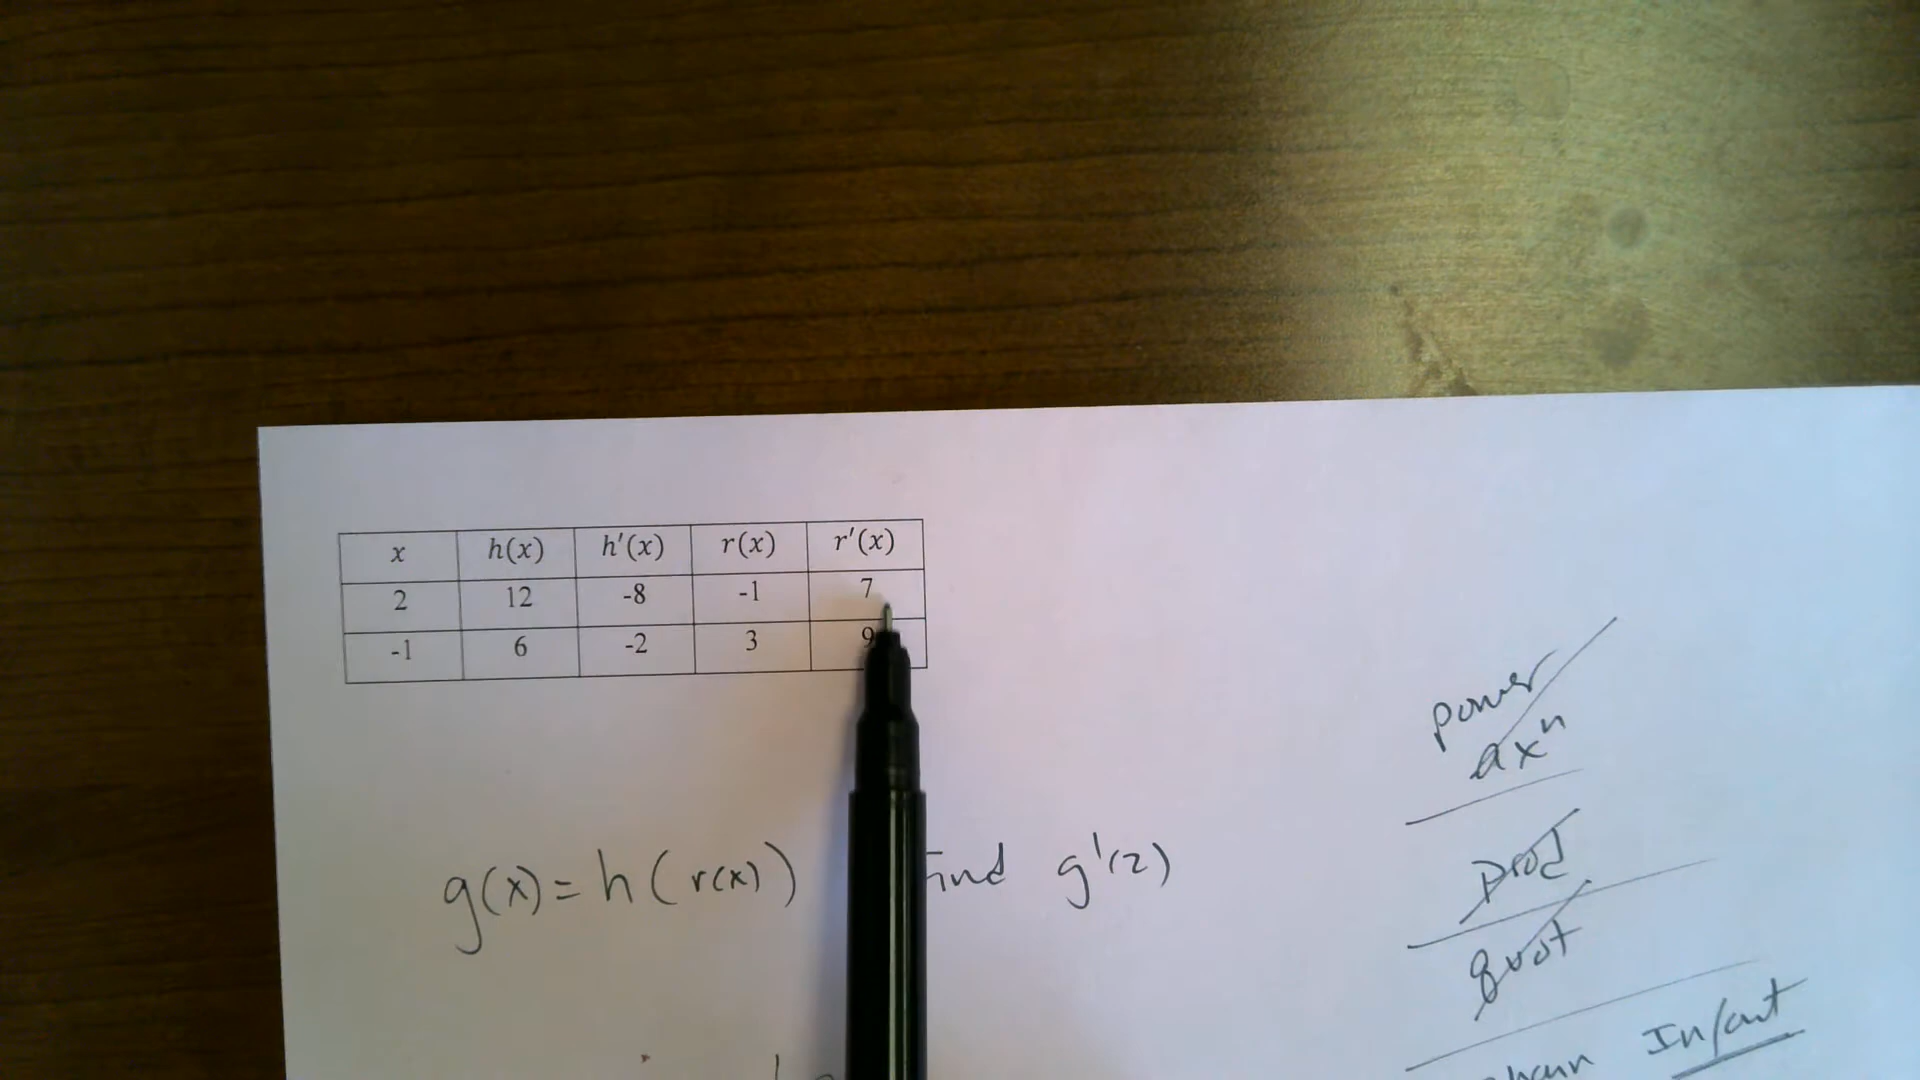 x h(x) h'(x) r(x) r'(x)
2 12 -8 -1 7
-1 6 -2 3 9
power
ax^n
prod
quot
g(x)=h(r(x)) find g'(2)
In/out